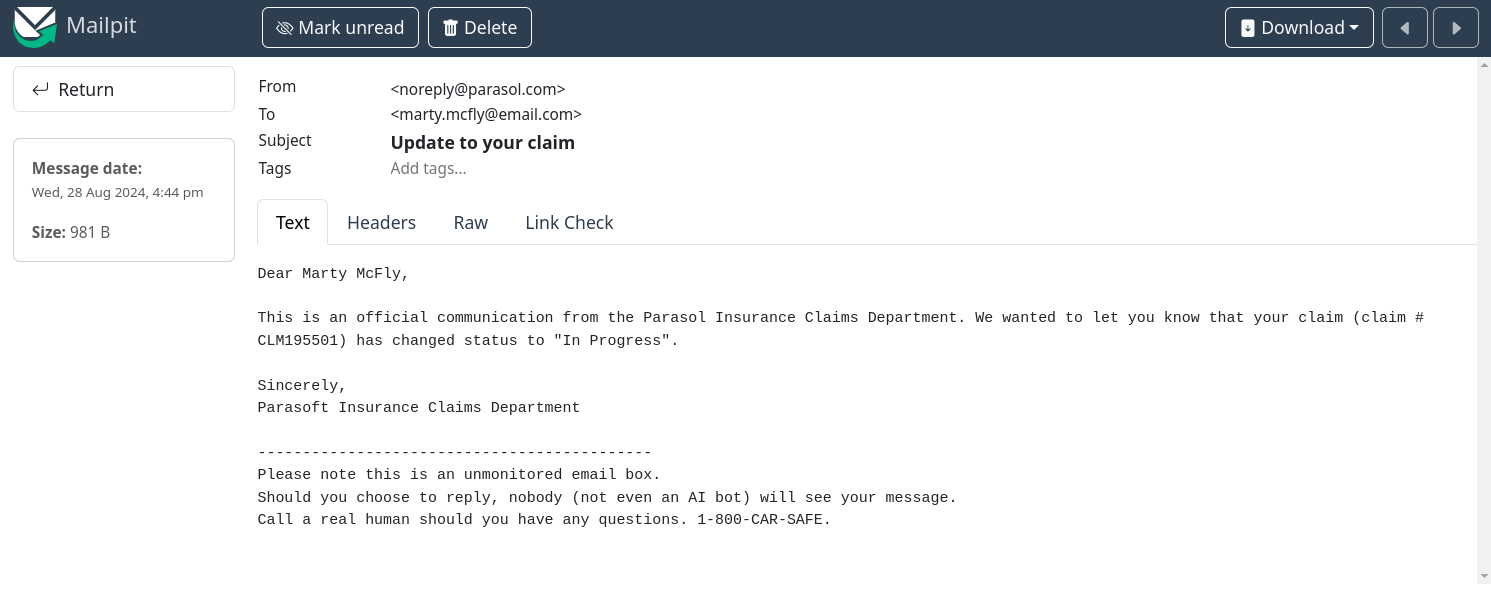 Mailpit
Mark unread
Delete
Download
Return
Message date:
Wed, 28 Aug 2024, 4:44 pm
Size: 981 B
From <noreply@parasol.com>
To <marty.mcfly@email.com>
Subject Update to your claim
Tags Add tags...
Text Headers Raw Link Check
Dear Marty McFly,
This is an official communication from the Parasol Insurance Claims Department. We wanted to let you know that your claim (claim #
CLM195501) has changed status to "In Progress".
Sincerely,
Parasoft Insurance Claims Department
--------------------------------------------
Please note this is an unmonitored email box.
Should you choose to reply, nobody (not even an AI bot) will see your message.
Call a real human should you have any questions. 1-800-CAR-SAFE.